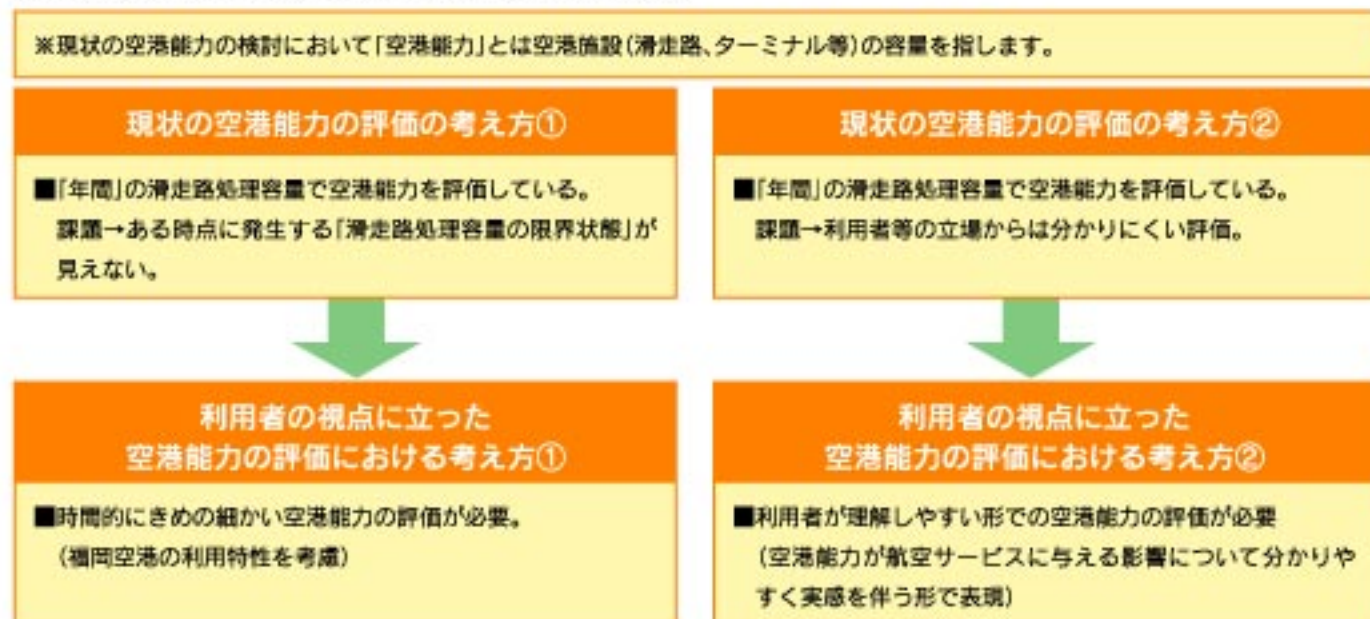 ※現状の空港能力の検討において「空港能力」とは空港施設(滑走路、ターミナル等)の容量を指します。
現状の空港能力の評価の考え方①
■「年間」の滑走路処理容量で空港能力を評価している。
課題→ある時点に発生する「滑走路処理容量の限界状態」が
見えない。
現状の空港能力の評価の考え方②
■「年間」の滑走路処理容量で空港能力を評価している。
課題→利用者等の立場からは分かりにくい評価。
利用者の視点に立った
空港能力の評価における考え方①
■時間的にきめの細かい空港能力の評価が必要。
(福岡空港の利用特性を考慮)
利用者の視点に立った
空港能力の評価における考え方②
■利用者が理解しやすい形での空港能力の評価が必要
(空港能力が航空サービスに与える影響について分かりや
すく実感を伴う形で表現)